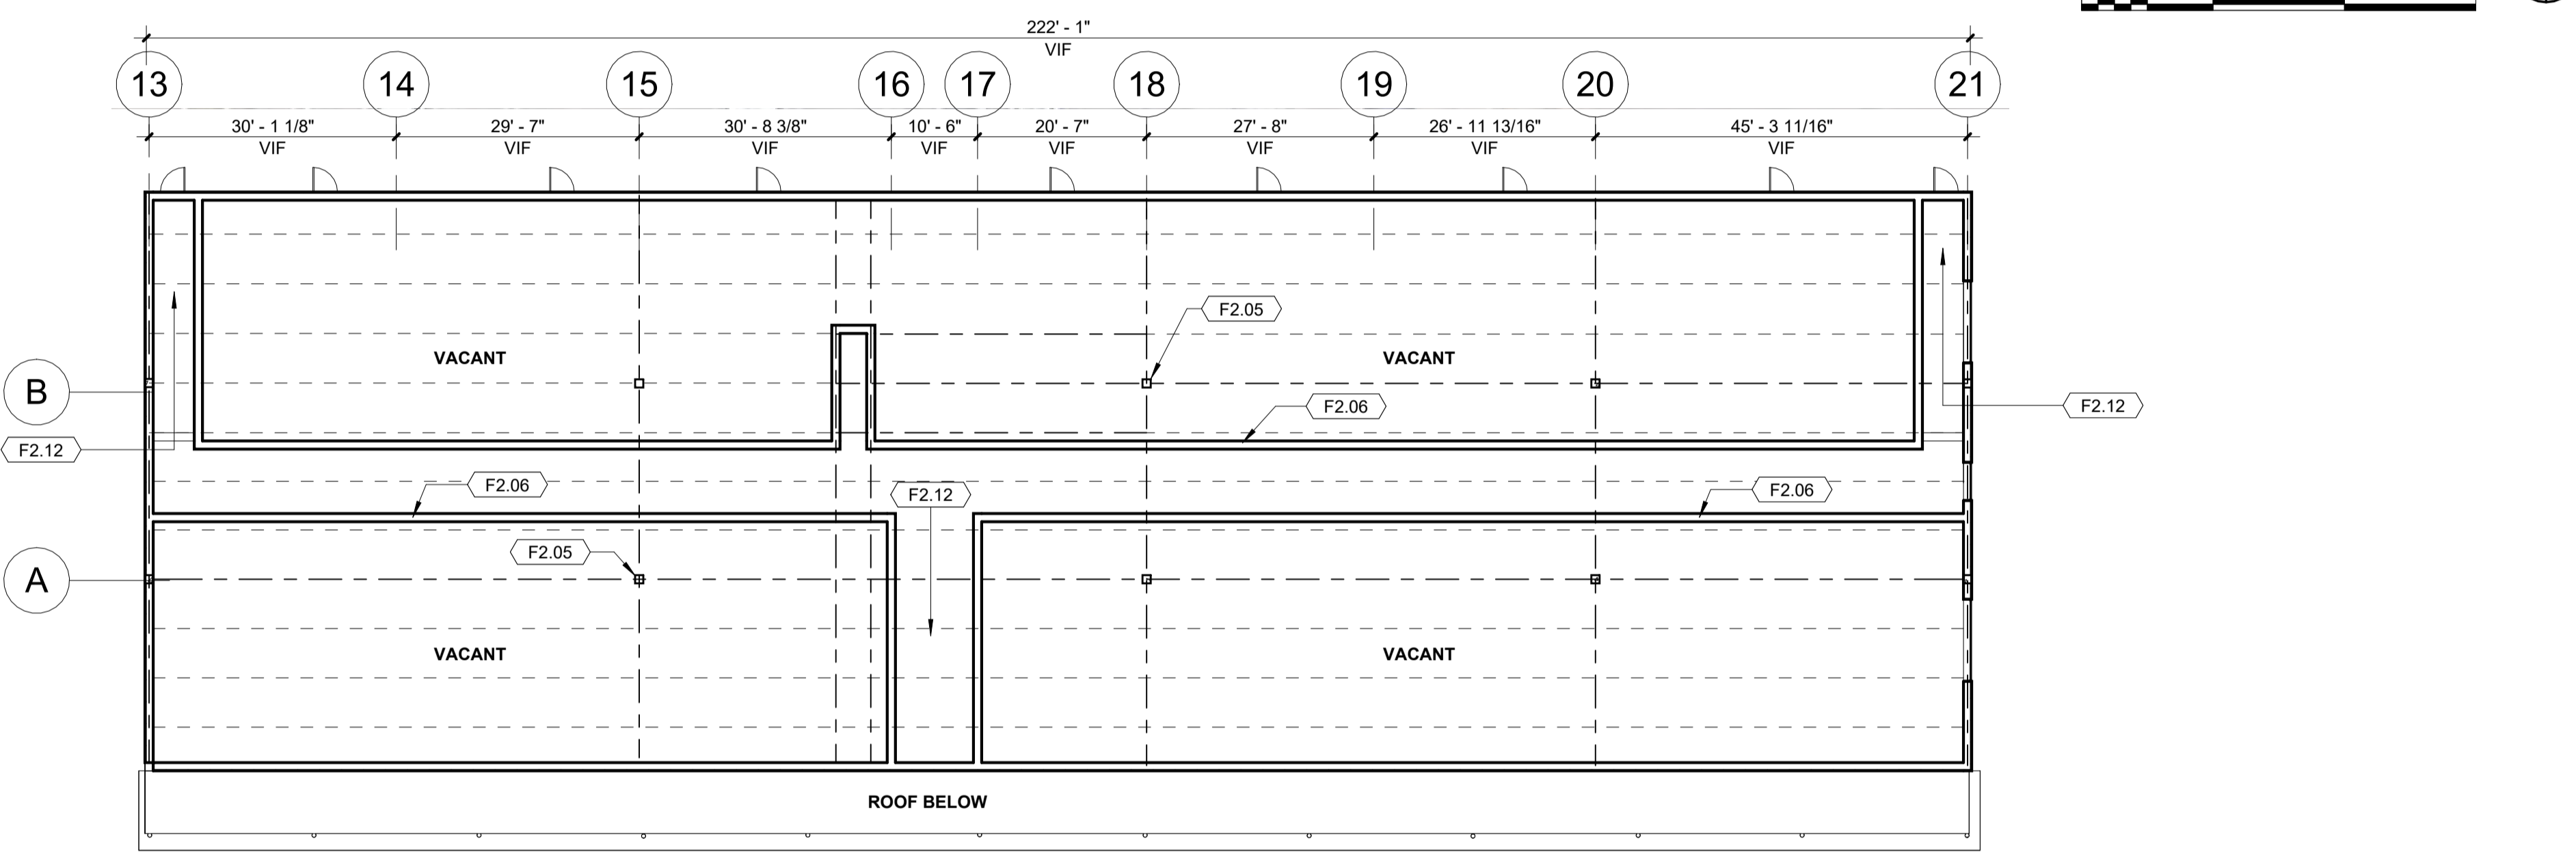 222' - 1"
VIF
13 14 15 16 17 18 19 20 21
30' - 1 1/8" 29' - 7" 30' - 8 3/8" 10' - 6" 20' - 7" 27' - 8" 26' - 11 13/16" 45' - 3 11/16"
VIF VIF VIF VIF VIF VIF VIF VIF
F2.05
VACANT VACANT
B
F2.06 F2.12
F2.12
F2.06 F2.12 F2.06
F2.05
A
VACANT VACANT
ROOF BELOW